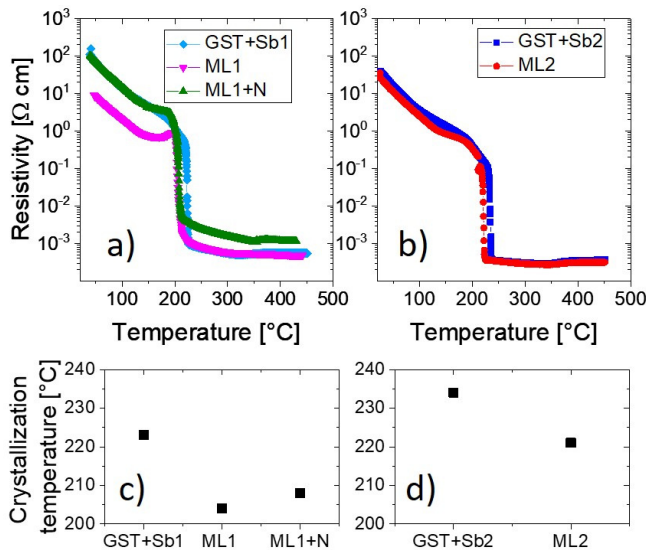 10³
10²
10¹
10⁰
10⁻¹
10⁻²
10⁻³
Resistivity [Ω cm]
GST+Sb1
ML1
ML1+N
a)
100 200 300 400 500
Temperature [°C]
10³
10²
10¹
10⁰
10⁻¹
10⁻²
10⁻³
GST+Sb2
ML2
b)
100 200 300 400 500
Temperature [°C]
Crystallization
temperature [°C]
240
230
220
210
200
c)
GST+Sb1 ML1 ML1+N
240
230
220
210
200
d)
GST+Sb2 ML2